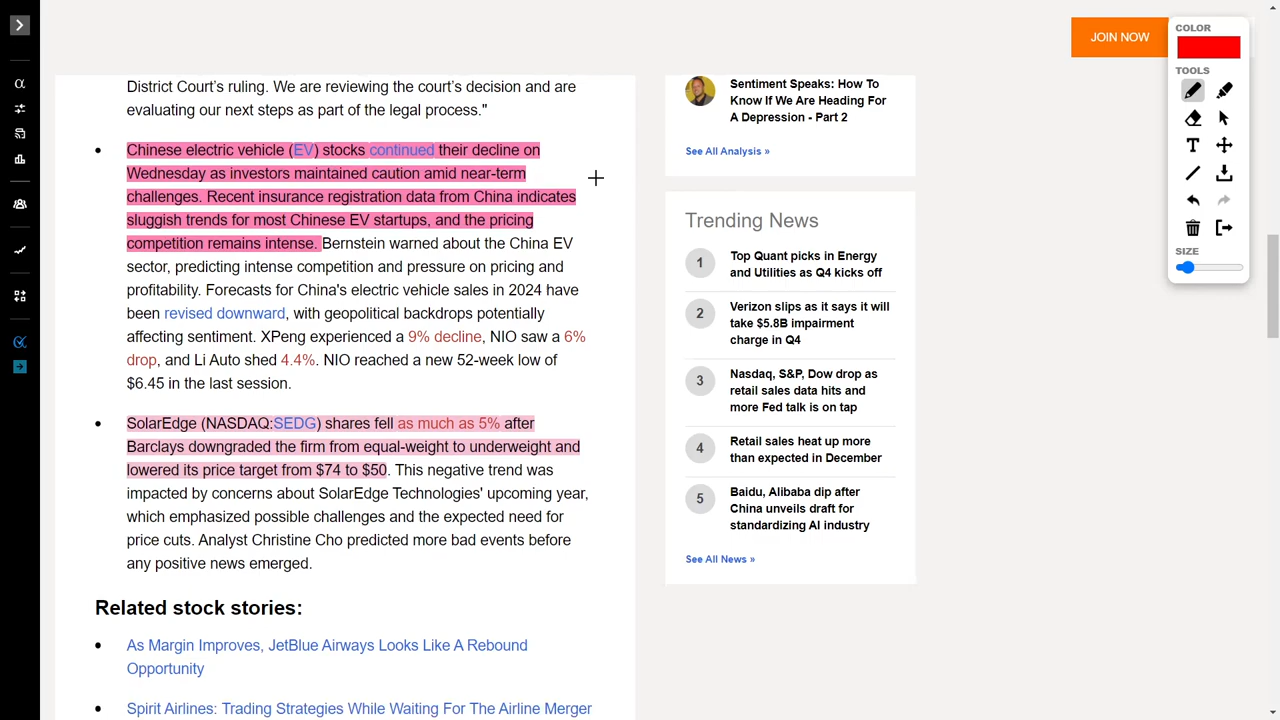 JOIN NOW
COLOR
TOOLS
T
SIZE
α
District Court's ruling. We are reviewing the court's decision and are
evaluating our next steps as part of the legal process."
Chinese electric vehicle (EV) stocks continued their decline on
Wednesday as investors maintained caution amid near-term
challenges. Recent insurance registration data from China indicates
sluggish trends for most Chinese EV startups, and the pricing
competition remains intense. Bernstein warned about the China EV
sector, predicting intense competition and pressure on pricing and
profitability. Forecasts for China's electric vehicle sales in 2024 have
been revised downward, with geopolitical backdrops potentially
affecting sentiment. XPeng experienced a 9% decline, NIO saw a 6%
drop, and Li Auto shed 4.4%. NIO reached a new 52-week low of
$6.45 in the last session.
SolarEdge (NASDAQ:SEDG) shares fell as much as 5% after
Barclays downgraded the firm from equal-weight to underweight and
lowered its price target from $74 to $50. This negative trend was
impacted by concerns about SolarEdge Technologies' upcoming year,
which emphasized possible challenges and the expected need for
price cuts. Analyst Christine Cho predicted more bad events before
any positive news emerged.
Related stock stories:
As Margin Improves, JetBlue Airways Looks Like A Rebound
Opportunity
Spirit Airlines: Trading Strategies While Waiting For The Airline Merger
Sentiment Speaks: How To
Know If We Are Heading For
A Depression - Part 2
See All Analysis »
Trending News
1
Top Quant picks in Energy
and Utilities as Q4 kicks off
2
Verizon slips as it says it will
take $5.8B impairment
charge in Q4
3
Nasdaq, S&P, Dow drop as
retail sales data hits and
more Fed talk is on tap
4
Retail sales heat up more
than expected in December
5
Baidu, Alibaba dip after
China unveils draft for
standardizing AI industry
See All News »